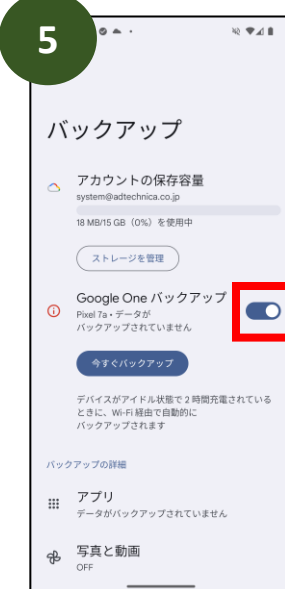 5
バックアップ
アカウントの保存容量
system@adtechnica.co.jp
18 MB/15 GB（0%）を使用中
ストレージを管理
Google One バックアップ
Pixel 7a • データが
バックアップされていません
今すぐバックアップ
デバイスがアイドル状態で 2 時間充電されている
ときに、Wi-Fi 経由で自動的に
バックアップされます
バックアップの詳細
アプリ
データがバックアップされていません
写真と動画
OFF